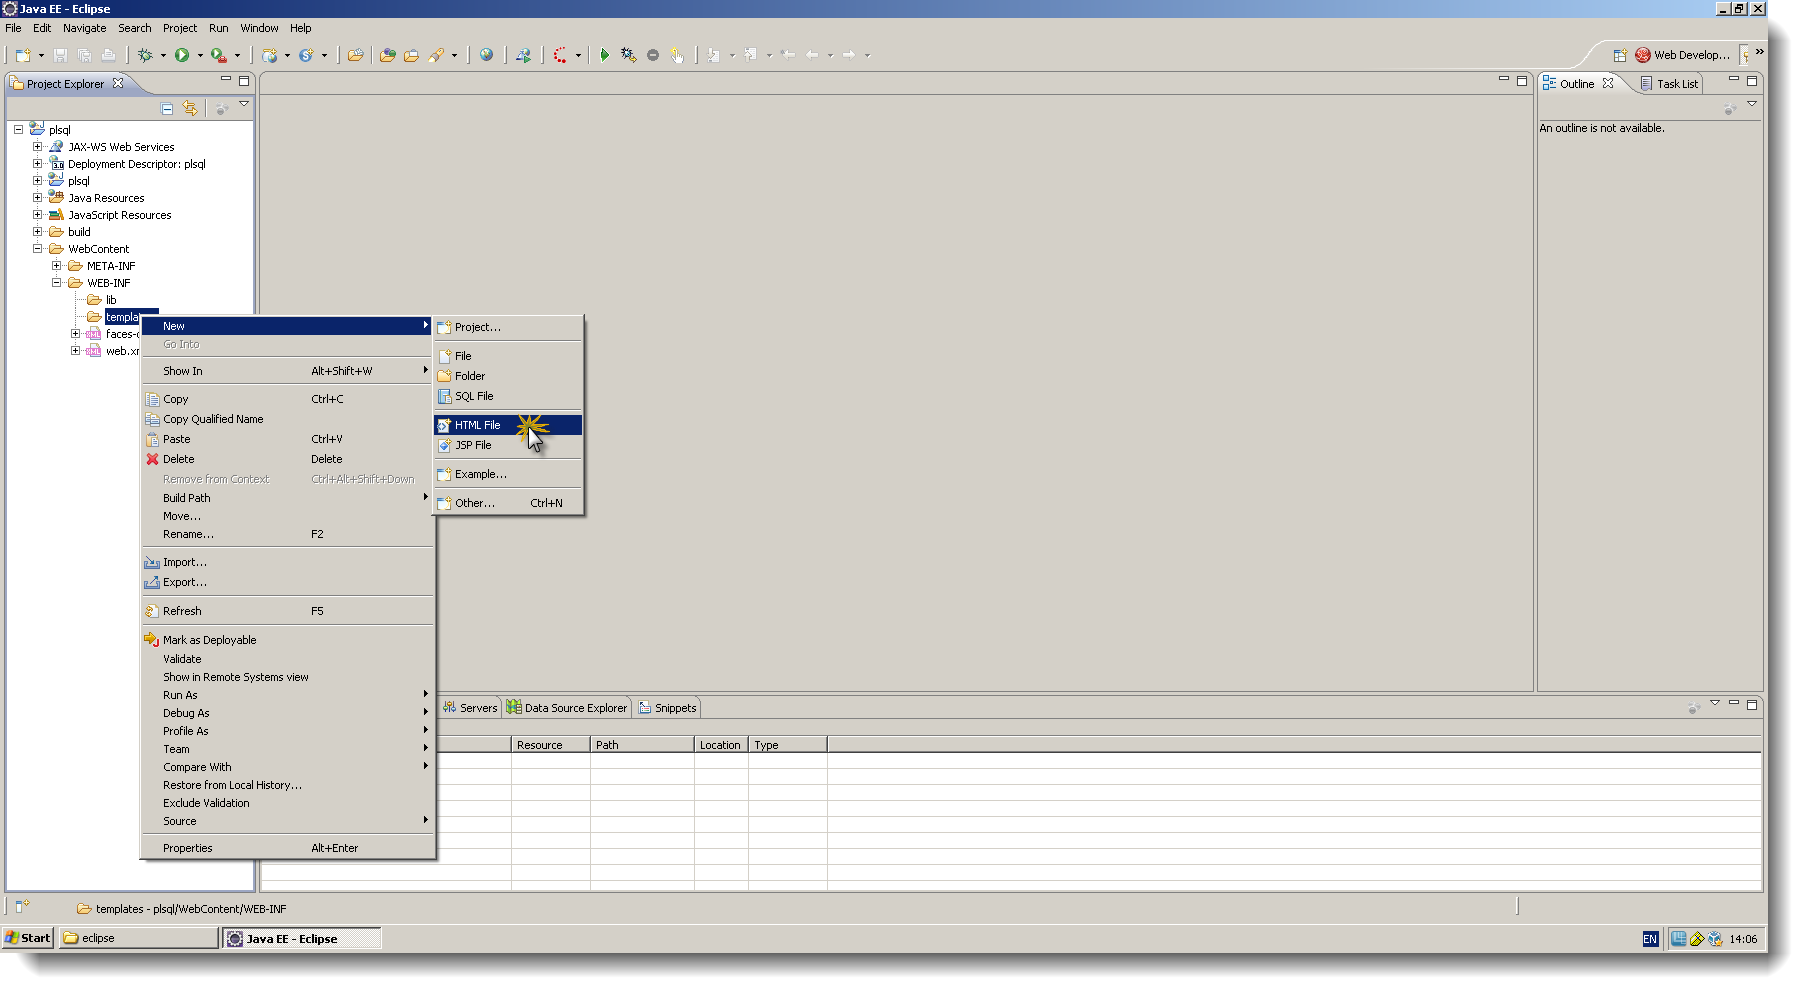 Java EE - Eclipse
File Edit Navigate Search Project Run Window Help
Web Develop...
Project Explorer
Outline
Task List
An outline is not available.
plsql
JAX-WS Web Services
Deployment Descriptor: plsql
plsql
Java Resources
JavaScript Resources
build
WebContent
META-INF
WEB-INF
lib
New
Go Into
Show In Alt+Shift+W
Copy Ctrl+C
Copy Qualified Name
Paste Ctrl+V
Delete Delete
Remove from Context Ctrl+Alt+Shift+Down
Build Path
Move...
Rename... F2
Import...
Export...
Refresh F5
Mark as Deployable
Validate
Show in Remote Systems view
Run As
Debug As
Profile As
Team
Compare With
Restore from Local History...
Exclude Validation
Source
Properties Alt+Enter
Project...
File
Folder
SQL File
HTML File
JSP File
Example...
Other... Ctrl+N
Servers
Data Source Explorer
Snippets
Resource Path Location Type
templates - plsql/WebContent/WEB-INF
Start
eclipse
Java EE - Eclipse
EN
14:06